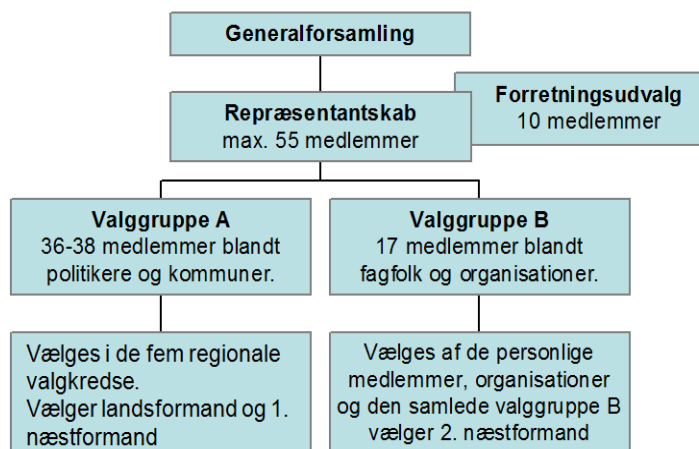 Generalforsamling
Repræsentantskab
max. 55 medlemmer
Forretningsudvalg
10 medlemmer
Valggruppe A
36-38 medlemmer blandt
politikere og kommuner.
Valggruppe B
17 medlemmer blandt
fagfolk og organisationer.
Vælges i de fem regionale
valgkredse.
Vælger landsformand og 1.
næstformand
Vælges af de personlige
medlemmer, organisationer
og den samlede valggruppe B
vælger 2. næstformand